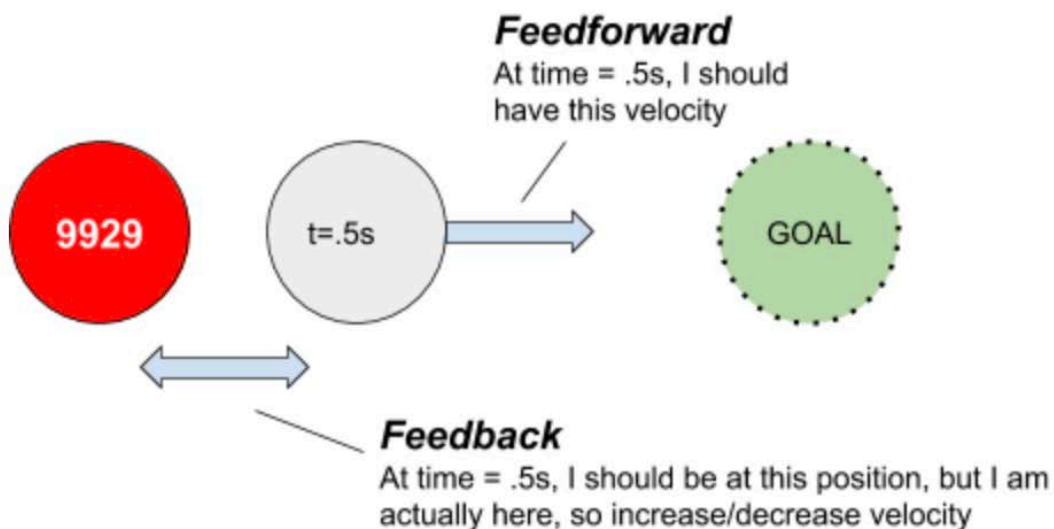 Feedforward
At time = .5s, I should
have this velocity
9929
t=.5s
GOAL
Feedback
At time = .5s, I should be at this position, but I am
actually here, so increase/decrease velocity